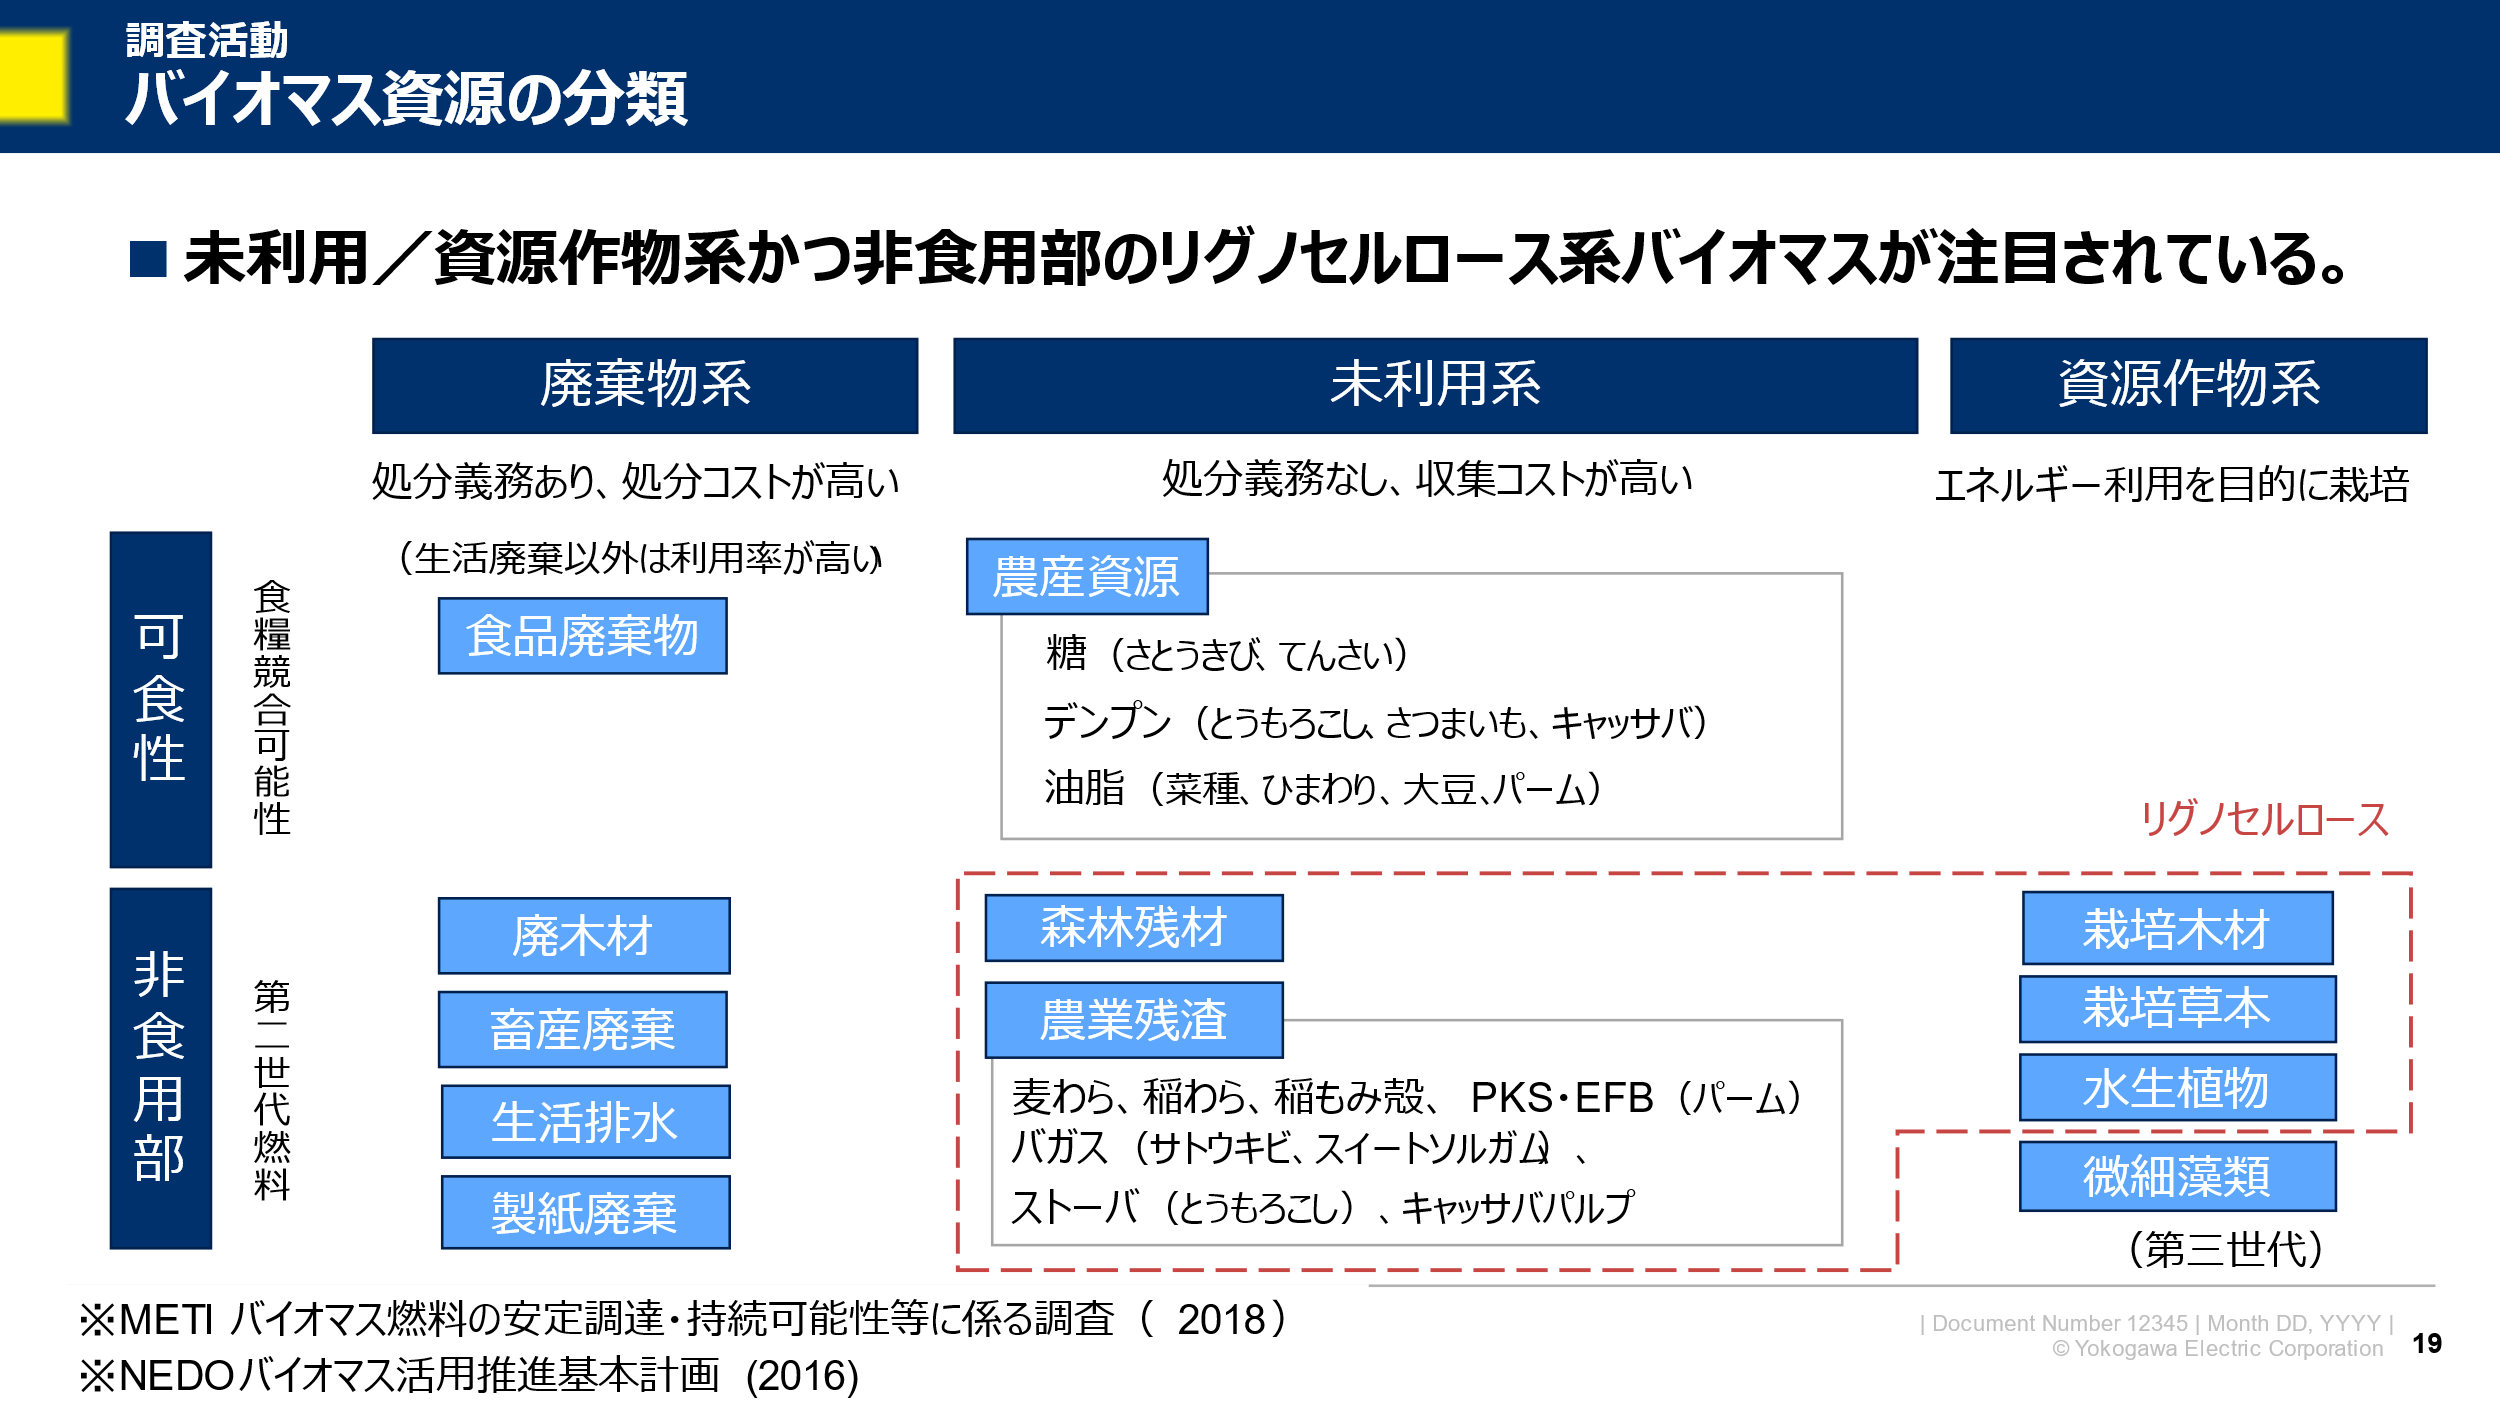 調査活動
バイオマス資源の分類
■ 未利用／資源作物系かつ非食用部のリグノセルロース系バイオマスが注目されている。
廃棄物系
未利用系
資源作物系
処分義務あり、処分コストが高い
処分義務なし、収集コストが高い
エネルギー利用を目的に栽培
（生活廃棄以外は利用率が高い）
可食性
食糧競合可能性
食品廃棄物
農産資源
糖（さとうきび、てんさい）
デンプン（とうもろこし、さつまいも、キャッサバ）
油脂（菜種、ひまわり、大豆、パーム）
リグノセルロース
非食用部
第二世代燃料
廃木材
畜産廃棄
生活排水
製紙廃棄
森林残材
農業残渣
麦わら、稲わら、稲もみ殻、 PKS・EFB（パーム）
バガス（サトウキビ、スイートソルガム）、
ストーバ（とうもろこし）、キャッサバパルプ
栽培木材
栽培草本
水生植物
微細藻類
（第三世代）
※METI バイオマス燃料の安定調達・持続可能性等に係る調査（ 2018）
※NEDOバイオマス活用推進基本計画 (2016)
| Document Number 12345 | Month DD, YYYY |
© Yokogawa Electric Corporation
19